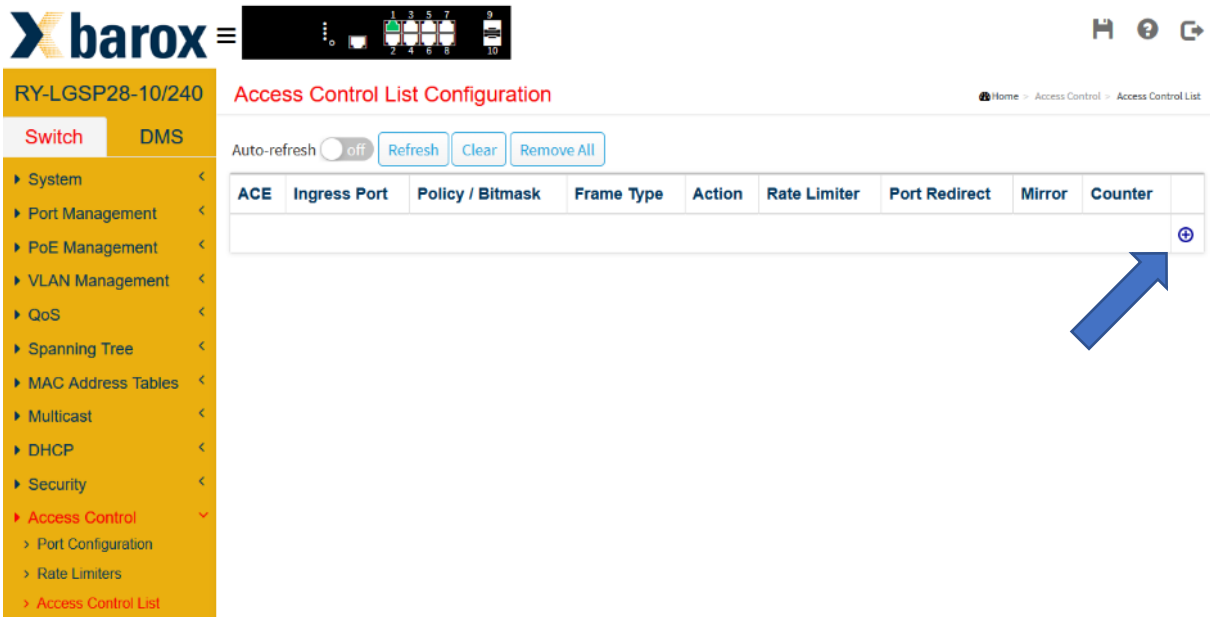 barox
1 3 5 7 9
2 4 6 8 10
RY-LGSP28-10/240
Access Control List Configuration
Home > Access Control > Access Control List
Switch DMS
Auto-refresh off Refresh Clear Remove All
System
Port Management
PoE Management
VLAN Management
QoS
Spanning Tree
MAC Address Tables
Multicast
DHCP
Security
Access Control
Port Configuration
Rate Limiters
Access Control List
ACE Ingress Port Policy / Bitmask Frame Type Action Rate Limiter Port Redirect Mirror Counter